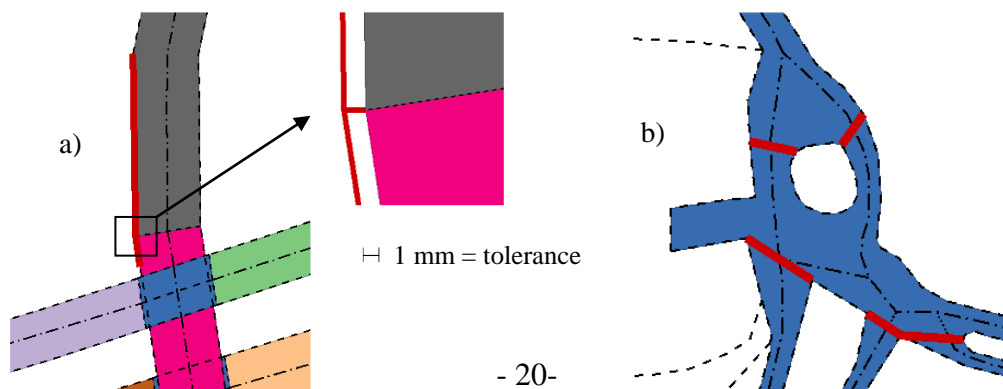 a)
b)
1 mm = tolerance
- 20-